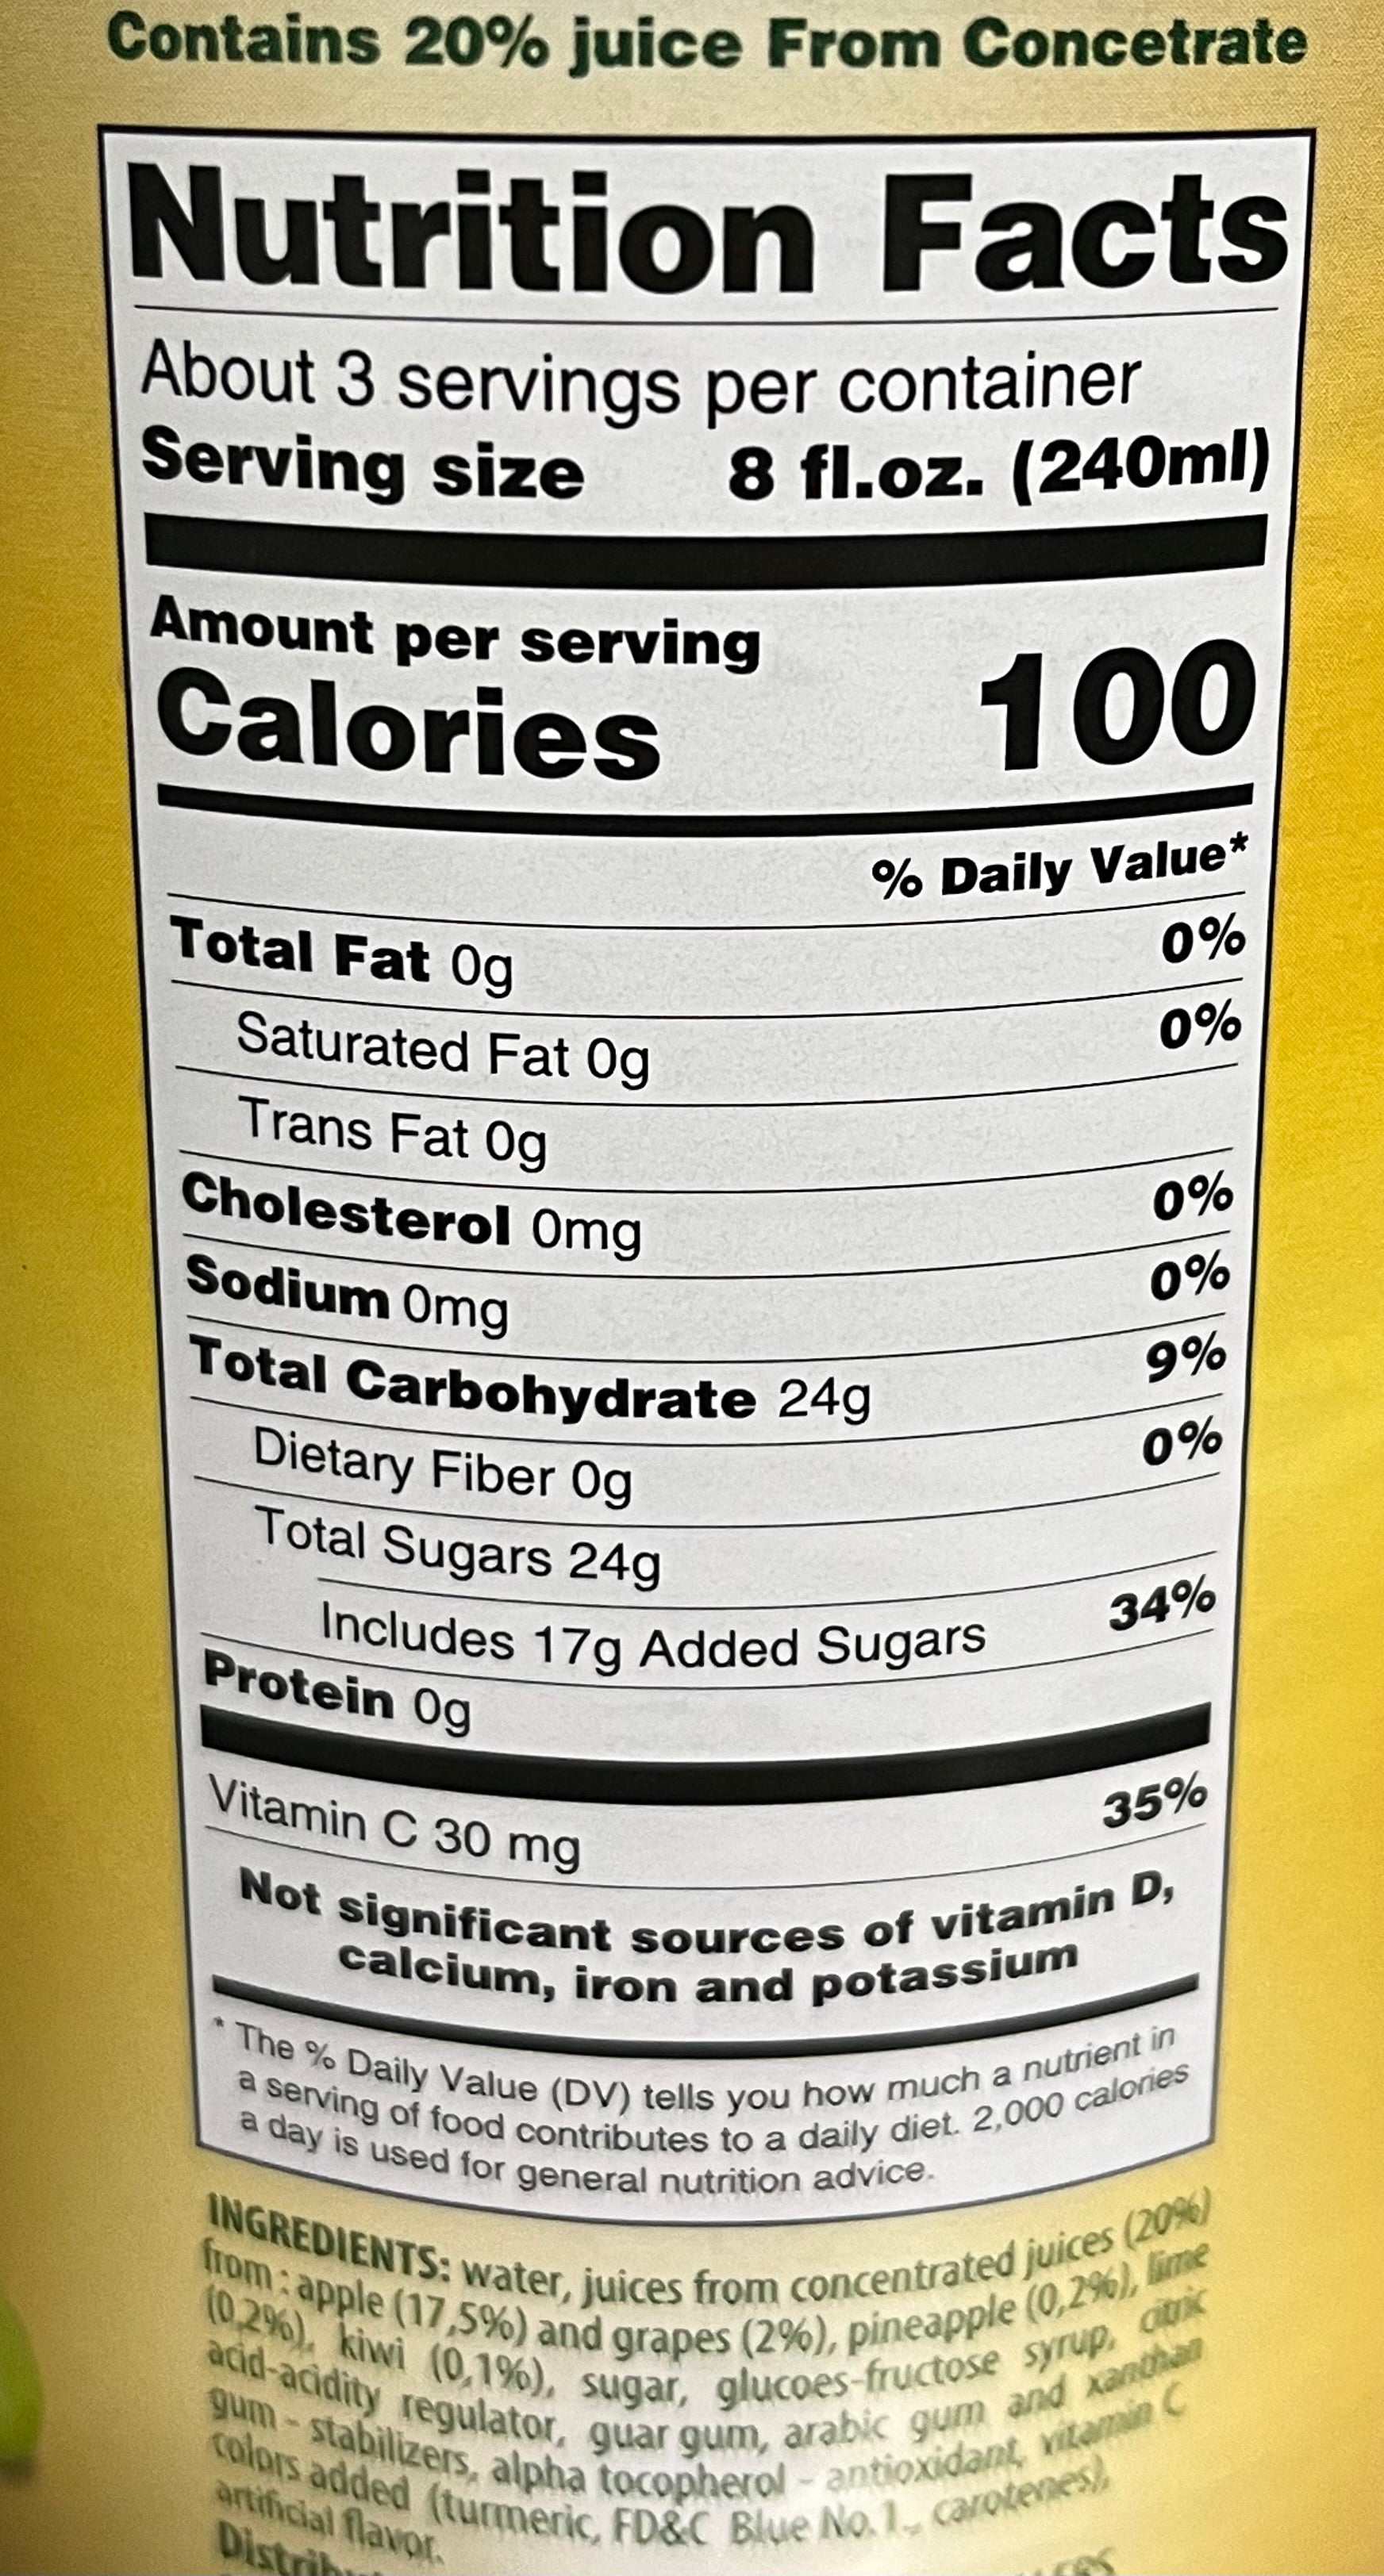 Contains 20% juice From Concetrate
Nutrition Facts
About 3 servings per container
Serving size 8 fl.oz. (240ml)
Amount per serving
Calories 100
% Daily Value*
Total Fat 0g 0%
Saturated Fat 0g 0%
Trans Fat 0g
Cholesterol 0mg 0%
Sodium 0mg 0%
Total Carbohydrate 24g 9%
Dietary Fiber 0g 0%
Total Sugars 24g
Includes 17g Added Sugars 34%
Protein 0g
Vitamin C 30 mg 35%
Not significant sources of vitamin D,
calcium, iron and potassium
* The % Daily Value (DV) tells you how much a nutrient in
a serving of food contributes to a daily diet. 2,000 calories
a day is used for general nutrition advice.
INGREDIENTS: water, juices from concentrated juices (20%)
from : apple (17,5%) and grapes (2%), pineapple (0,2%), lime
(0,2%), kiwi (0,1%), sugar, glucoes-fructose syrup, citric
acid-acidity regulator, guar gum, arabic gum and xanthan
gum - stabilizers, alpha tocopherol - antioxidant, vitamin C
colors added (turmeric, FD&C Blue No.1., carotenes),
artificial flavor.